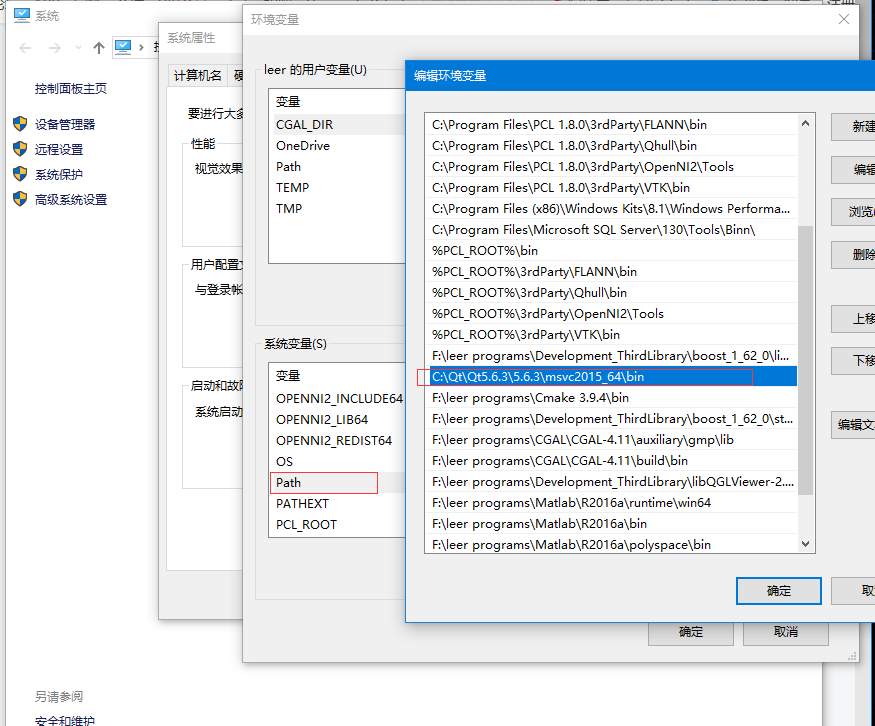 系统
控制面板主页
设备管理器
远程设置
系统保护
高级系统设置
另请参阅
安全和维护
系统属性
计算机名
要进行大多
性能
视觉效果
用户配置文
与登录帐
启动和故障
系统启动
环境变量
leer 的用户变量(U)
变量
CGAL_DIR
OneDrive
Path
TEMP
TMP
系统变量(S)
变量
OPENNI2_INCLUDE64
OPENNI2_LIB64
OPENNI2_REDIST64
OS
Path
PATHEXT
PCL_ROOT
确定
取消
编辑环境变量
C:\Program Files\PCL 1.8.0\3rdParty\FLANN\bin
C:\Program Files\PCL 1.8.0\3rdParty\Qhull\bin
C:\Program Files\PCL 1.8.0\3rdParty\OpenNI2\Tools
C:\Program Files\PCL 1.8.0\3rdParty\VTK\bin
C:\Program Files (x86)\Windows Kits\8.1\Windows Performa...
C:\Program Files\Microsoft SQL Server\130\Tools\Binn\
%PCL_ROOT%\bin
%PCL_ROOT%\3rdParty\FLANN\bin
%PCL_ROOT%\3rdParty\Qhull\bin
%PCL_ROOT%\3rdParty\OpenNI2\Tools
%PCL_ROOT%\3rdParty\VTK\bin
F:\leer programs\Development_ThirdLibrary\boost_1_62_0\li...
C:\Qt\Qt5.6.3\5.6.3\msvc2015_64\bin
F:\leer programs\Cmake 3.9.4\bin
F:\leer programs\Development_ThirdLibrary\boost_1_62_0\st...
F:\leer programs\CGAL\CGAL-4.11\auxiliary\gmp\lib
F:\leer programs\CGAL\CGAL-4.11\build\bin
F:\leer programs\Development_ThirdLibrary\libQGLViewer-2....
F:\leer programs\Matlab\R2016a\runtime\win64
F:\leer programs\Matlab\R2016a\bin
F:\leer programs\Matlab\R2016a\polyspace\bin
新建
编辑
浏览(
删除
上移
下移
编辑文
确定
取